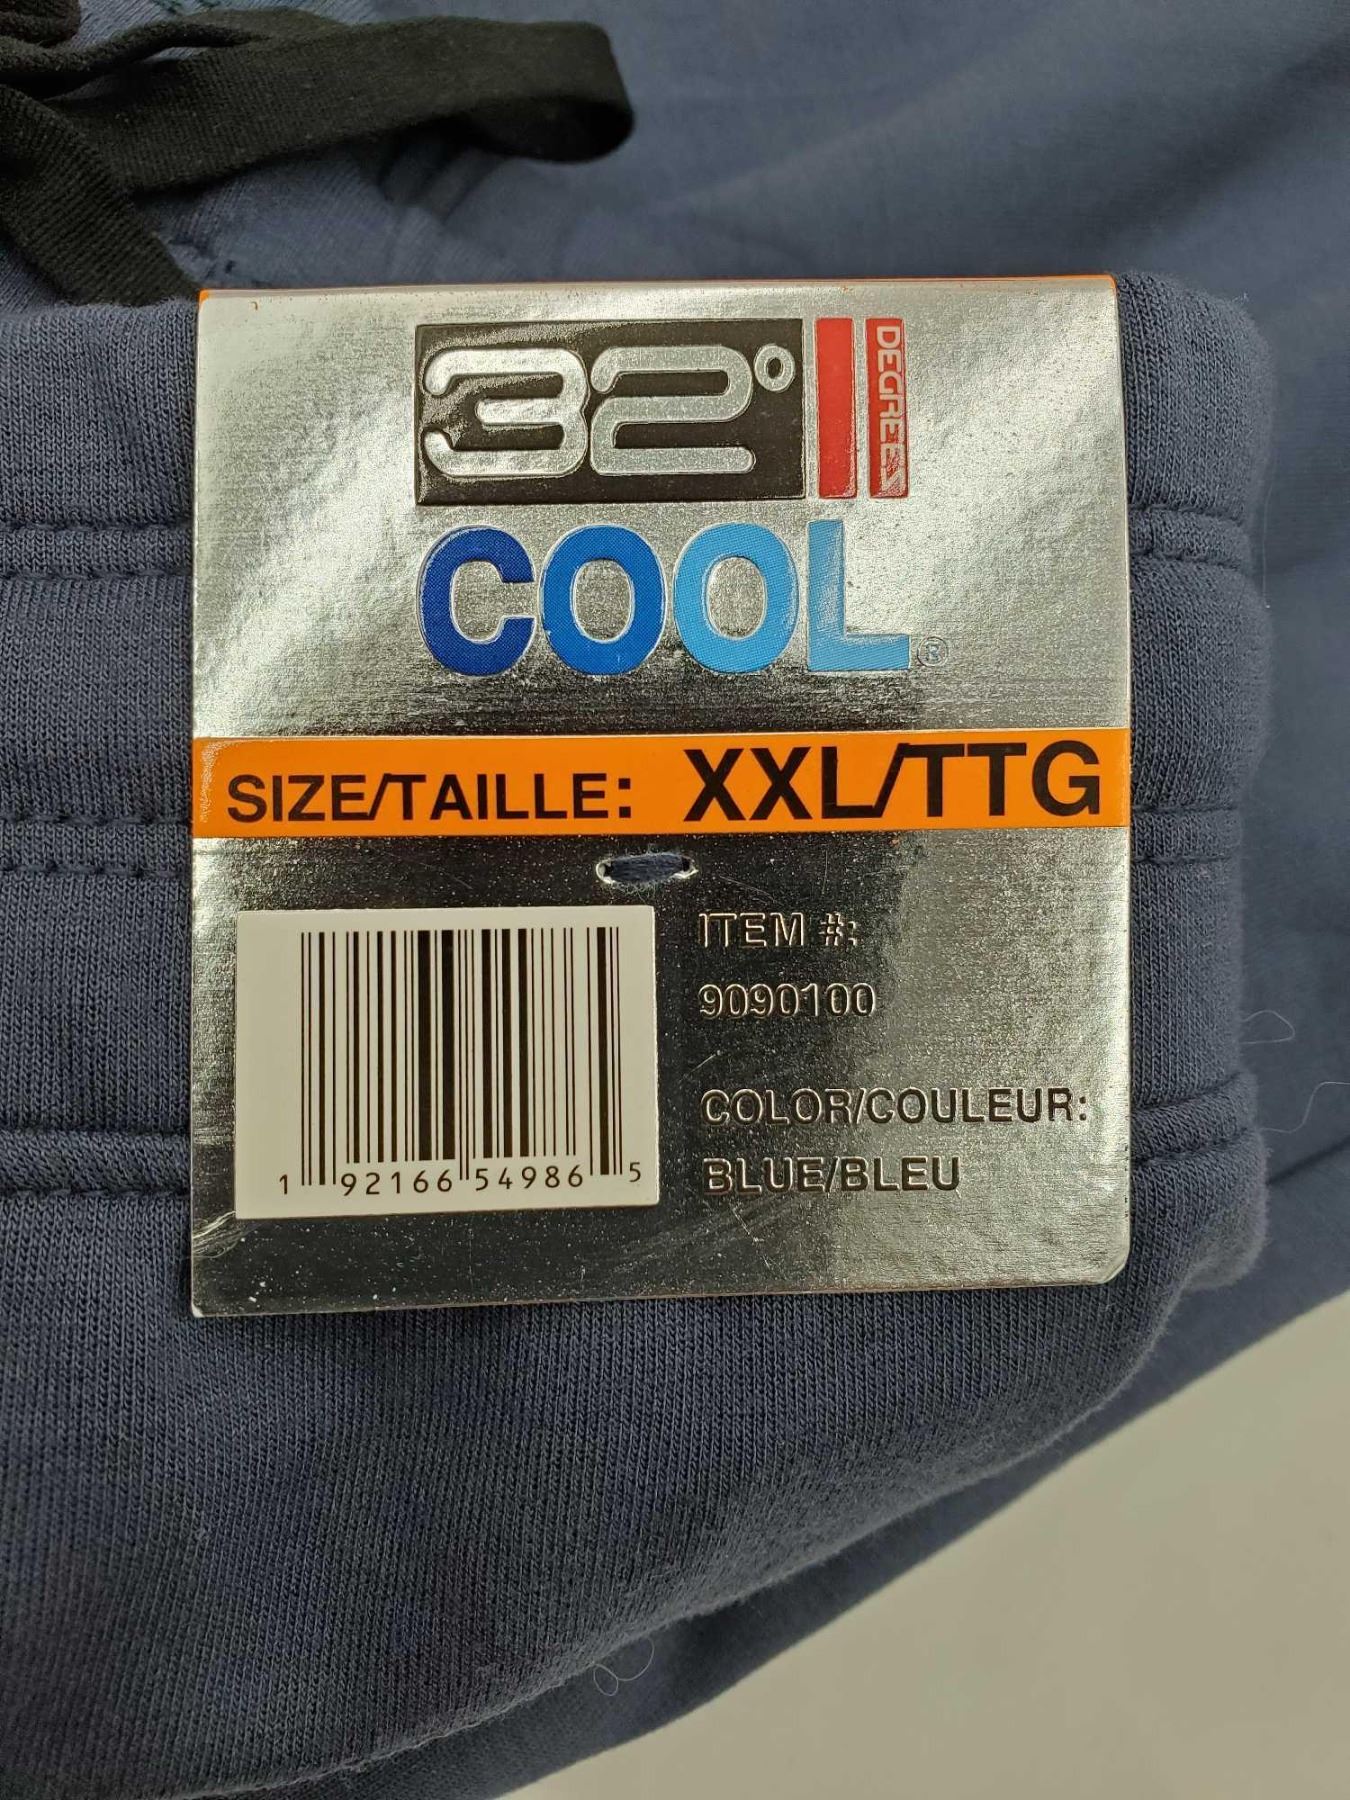 32° DEGREES
COOL®
SIZE/TAILLE: XXL/TTG
ITEM #:
9090100
COLOR/COULEUR:
BLUE/BLEU
1 92166 54986 5